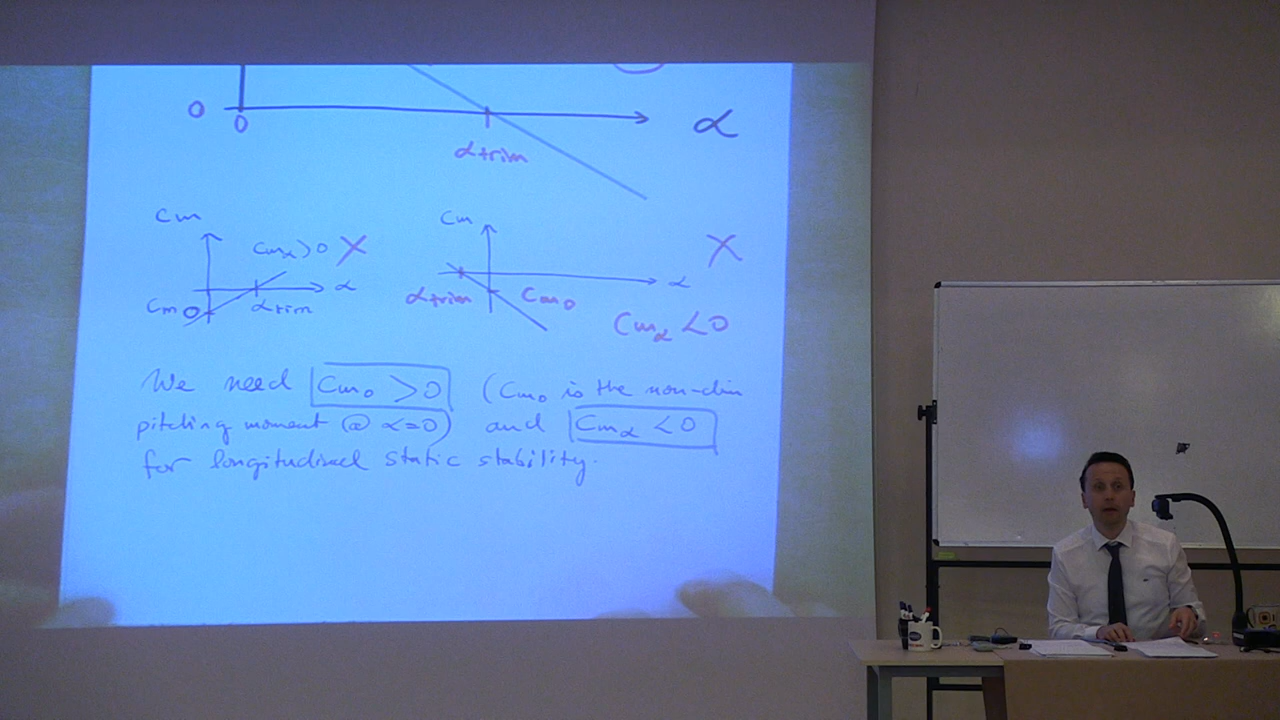 0
0
α
αtrim
Cm
Cmα>0 X
α
Cm0
αtrim
Cm
X
α
αtrim
Cm0
Cmα<0
We need Cm0 >0 (Cm0 is the non-dim
pitching moment @ α=0) and Cmα <0
for longitudinal static stability.